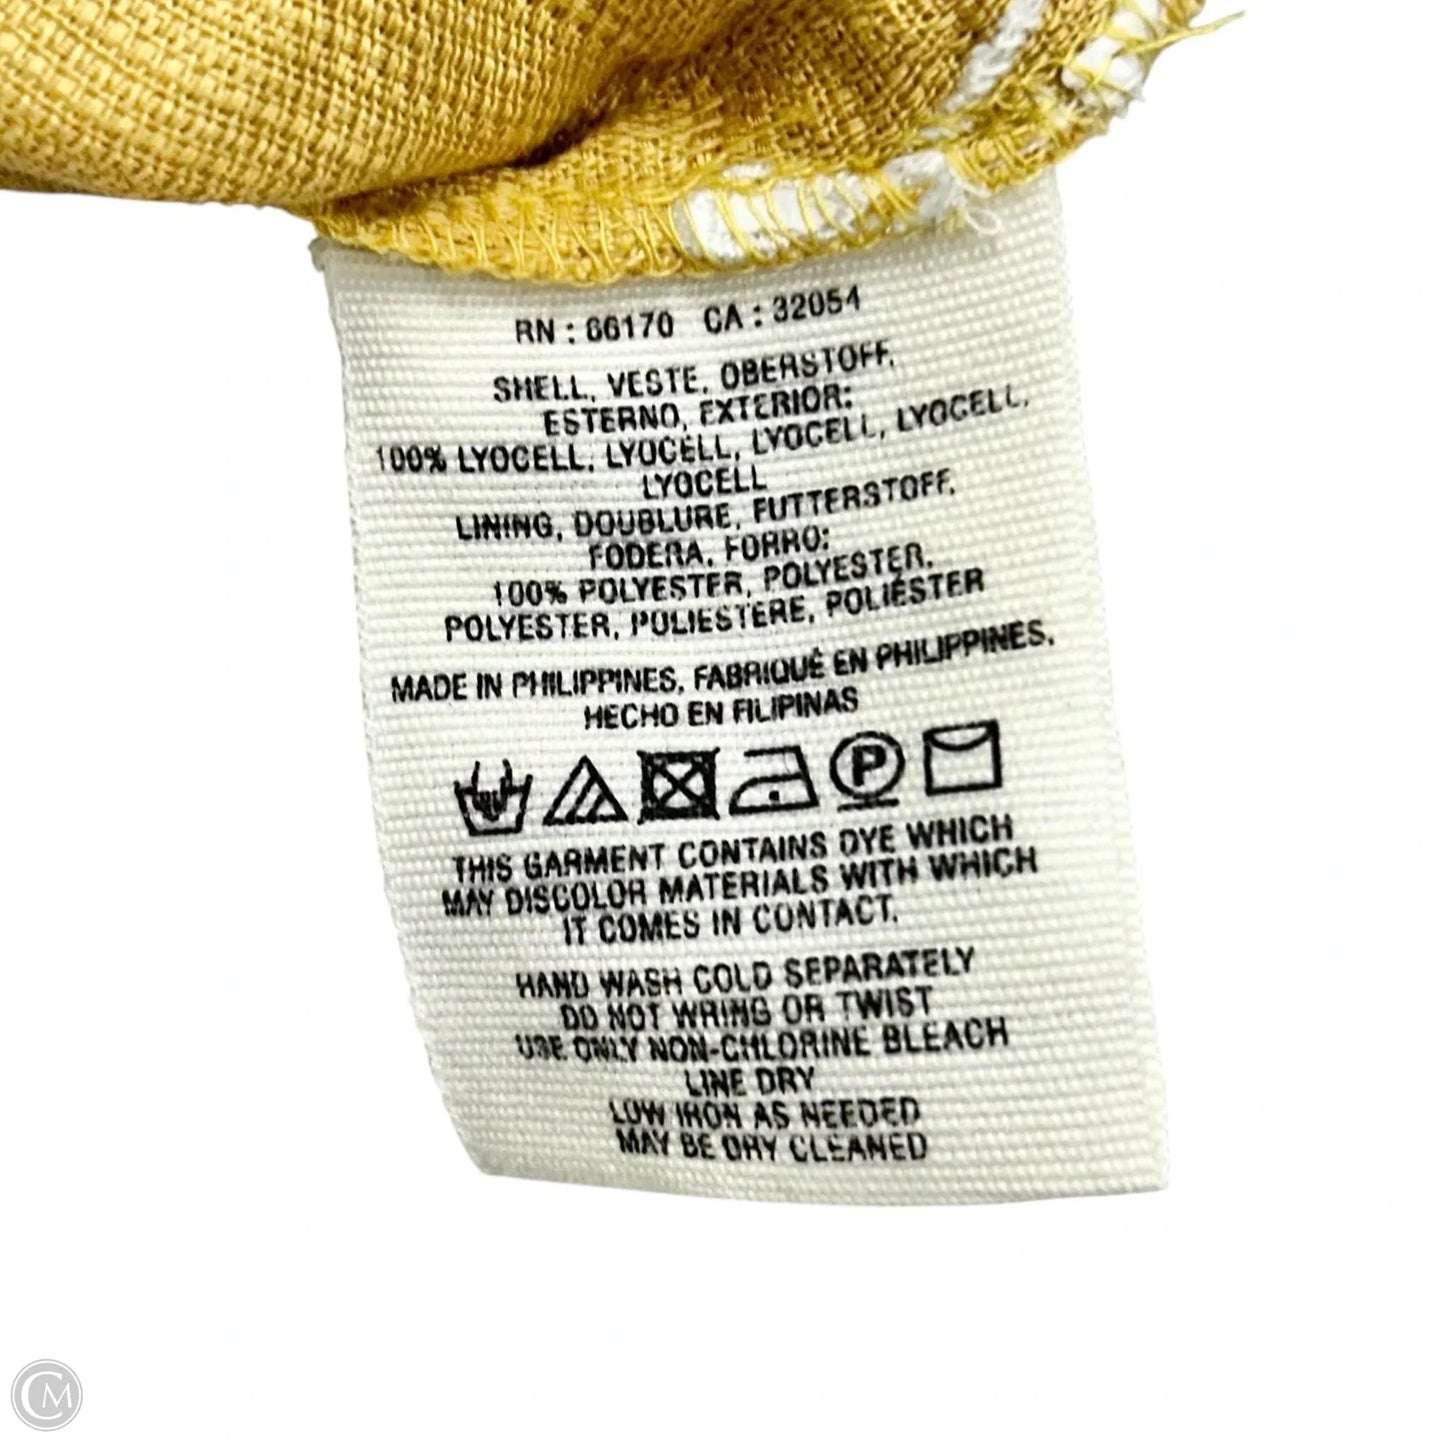 RN : 66170 CA : 32054
SHELL, VESTE, OBERSTOFF,
ESTERNO, EXTERIOR:
100% LYOCELL, LYOCELL, LYOCELL, LYOCELL,
LYOCELL
LINING, DOUBLURE, FUTTERSTOFF,
FODERA, FORRO:
100% POLYESTER, POLYESTER,
POLYESTER, POLIESTERE, POLIÉSTER
MADE IN PHILIPPINES, FABRIQUÉ EN PHILIPPINES,
HECHO EN FILIPINAS
P
THIS GARMENT CONTAINS DYE WHICH
MAY DISCOLOR MATERIALS WITH WHICH
IT COMES IN CONTACT.
HAND WASH COLD SEPARATELY
DO NOT WRING OR TWIST
USE ONLY NON-CHLORINE BLEACH
LINE DRY
LOW IRON AS NEEDED
MAY BE DRY CLEANED
CM